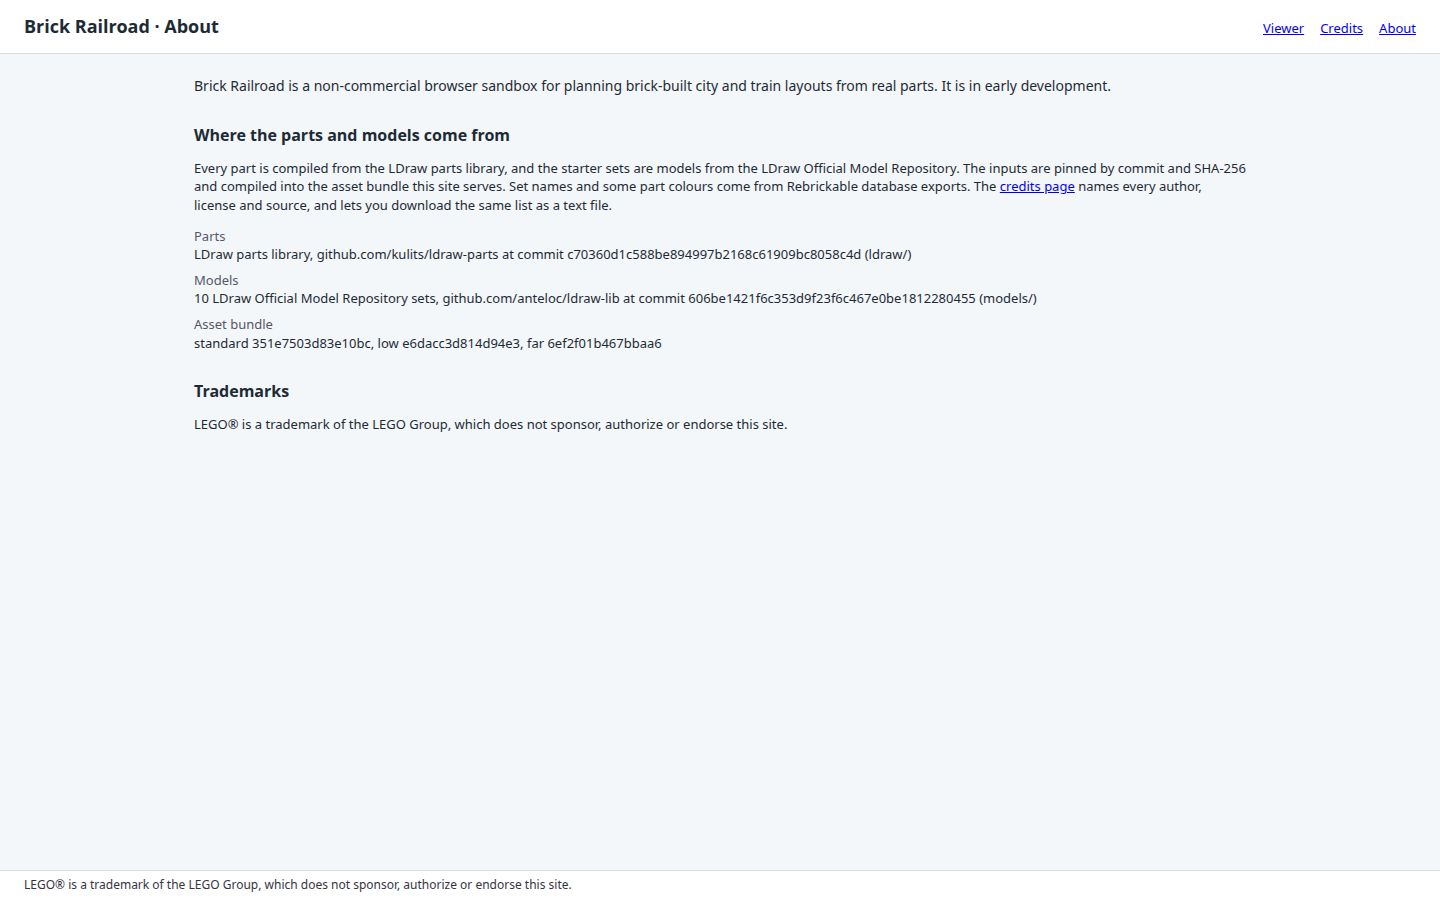 Brick Railroad · About
Viewer Credits About
Brick Railroad is a non-commercial browser sandbox for planning brick-built city and train layouts from real parts. It is in early development.
Where the parts and models come from
Every part is compiled from the LDraw parts library, and the starter sets are models from the LDraw Official Model Repository. The inputs are pinned by commit and SHA-256
and compiled into the asset bundle this site serves. Set names and some part colours come from Rebrickable database exports. The credits page names every author,
license and source, and lets you download the same list as a text file.
Parts
LDraw parts library, github.com/kulits/ldraw-parts at commit c70360d1c588be894997b2168c61909bc8058c4d (ldraw/)
Models
10 LDraw Official Model Repository sets, github.com/anteloc/ldraw-lib at commit 606be1421f6c353d9f23f6c467e0be1812280455 (models/)
Asset bundle
standard 351e7503d83e10bc, low e6dacc3d814d94e3, far 6ef2f01b467bbaa6
Trademarks
LEGO® is a trademark of the LEGO Group, which does not sponsor, authorize or endorse this site.
LEGO® is a trademark of the LEGO Group, which does not sponsor, authorize or endorse this site.